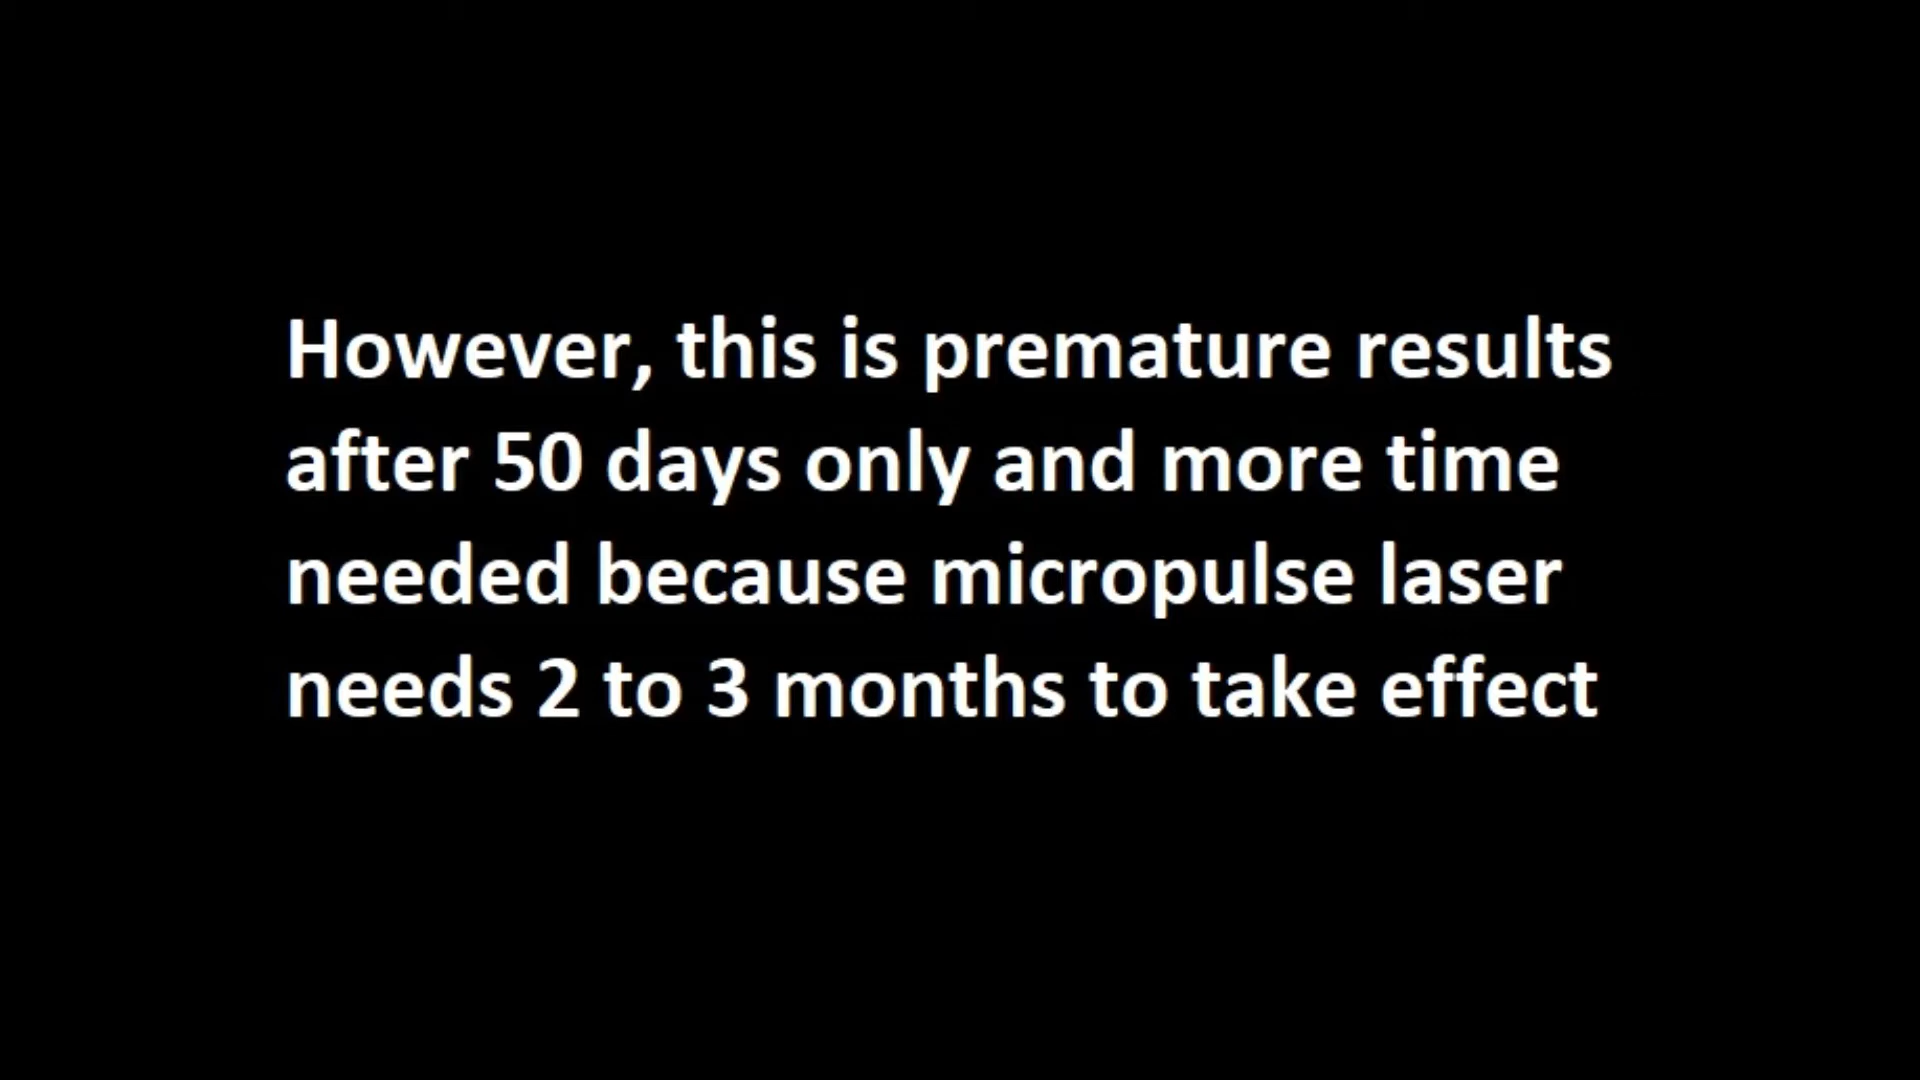 However, this is premature results
after 50 days only and more time
needed because micropulse laser
needs 2 to 3 months to take effect